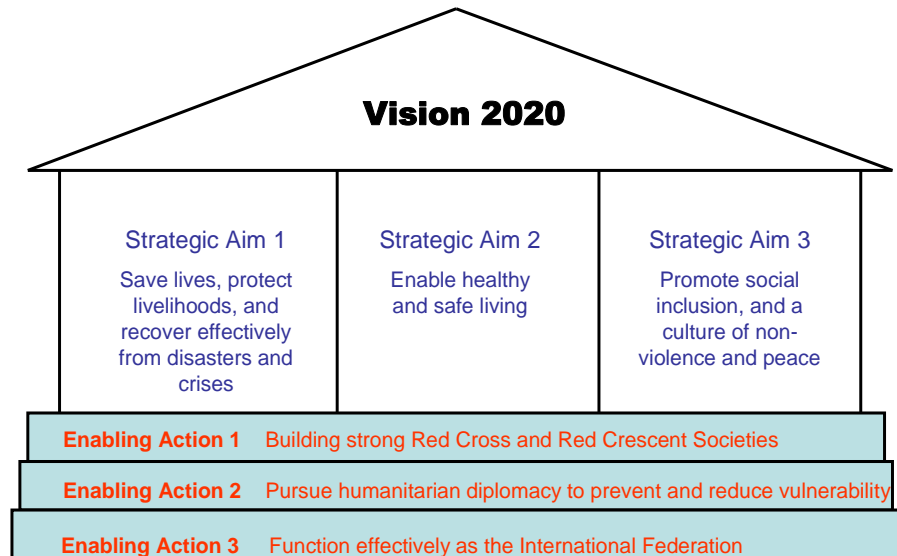 Vision 2020
Strategic Aim 1
Save lives, protect
livelihoods, and
recover effectively
from disasters and
crises
Strategic Aim 2
Enable healthy
and safe living
Strategic Aim 3
Promote social
inclusion, and a
culture of non-
violence and peace
Enabling Action 1 Building strong Red Cross and Red Crescent Societies
Enabling Action 2 Pursue humanitarian diplomacy to prevent and reduce vulnerability
Enabling Action 3 Function effectively as the International Federation